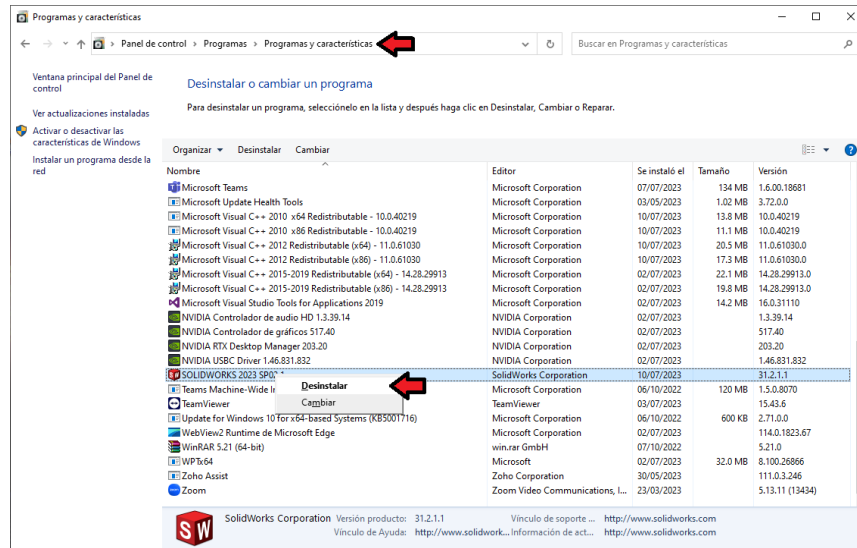 Programas y características
Panel de control > Programas > Programas y características
Buscar en Programas y características
Ventana principal del Panel de control
Ver actualizaciones instaladas
Activar o desactivar las características de Windows
Instalar un programa desde la red
Desinstalar o cambiar un programa
Para desinstalar un programa, selecciónelo en la lista y después haga clic en Desinstalar, Cambiar o Reparar.
Organizar Desinstalar Cambiar
Nombre Editor Se instaló el Tamaño Versión
Microsoft Teams Microsoft Corporation 07/07/2023 134 MB 1.6.00.18681
Microsoft Update Health Tools Microsoft Corporation 03/05/2023 1.02 MB 3.72.0.0
Microsoft Visual C++ 2010 x64 Redistributable - 10.0.40219 Microsoft Corporation 10/07/2023 13.8 MB 10.0.40219
Microsoft Visual C++ 2010 x86 Redistributable - 10.0.40219 Microsoft Corporation 10/07/2023 11.1 MB 10.0.40219
Microsoft Visual C++ 2012 Redistributable (x64) - 11.0.61030 Microsoft Corporation 10/07/2023 20.5 MB 11.0.61030.0
Microsoft Visual C++ 2012 Redistributable (x86) - 11.0.61030 Microsoft Corporation 10/07/2023 17.3 MB 11.0.61030.0
Microsoft Visual C++ 2015-2019 Redistributable (x64) - 14.28.29913 Microsoft Corporation 02/07/2023 22.1 MB 14.28.29913.0
Microsoft Visual C++ 2015-2019 Redistributable (x86) - 14.28.29913 Microsoft Corporation 02/07/2023 19.8 MB 14.28.29913.0
Microsoft Visual Studio Tools for Applications 2019 Microsoft Corporation 02/07/2023 14.2 MB 16.0.31110
NVIDIA Controlador de audio HD 1.3.39.14 NVIDIA Corporation 02/07/2023 1.3.39.14
NVIDIA Controlador de gráficos 517.40 NVIDIA Corporation 02/07/2023 517.40
NVIDIA RTX Desktop Manager 203.20 NVIDIA Corporation 02/07/2023 203.20
NVIDIA USBC Driver 1.46.831.832 NVIDIA Corporation 02/07/2023 1.46.831.832
SOLIDWORKS 2023 SP02.1 SolidWorks Corporation 10/07/2023 31.2.1.1
Desinstalar
Cambiar
Teams Machine-Wide Microsoft Corporation 06/10/2022 120 MB 1.5.0.8070
TeamViewer TeamViewer 03/07/2023 15.43.6
Update for Windows 10 for x64-based Systems (KB5001716) Microsoft Corporation 06/10/2022 600 KB 2.71.0.0
WebView2 Runtime de Microsoft Edge Microsoft Corporation 02/07/2023 114.0.1823.67
WinRAR 5.21 (64-bit) win.rar GmbH 07/10/2022 5.21.0
WPTx64 Microsoft 02/07/2023 32.0 MB 8.100.26866
Zoho Assist Zoho Corporation 30/05/2023 111.0.3.246
Zoom Zoom Video Communications, I... 23/03/2023 5.13.11 (13434)
SW
SolidWorks Corporation Versión producto: 31.2.1.1 Vínculo de soporte ... http://www.solidworks.com
Vínculo de Ayuda: http://www.solidwork... Información de act... http://www.solidworks.com